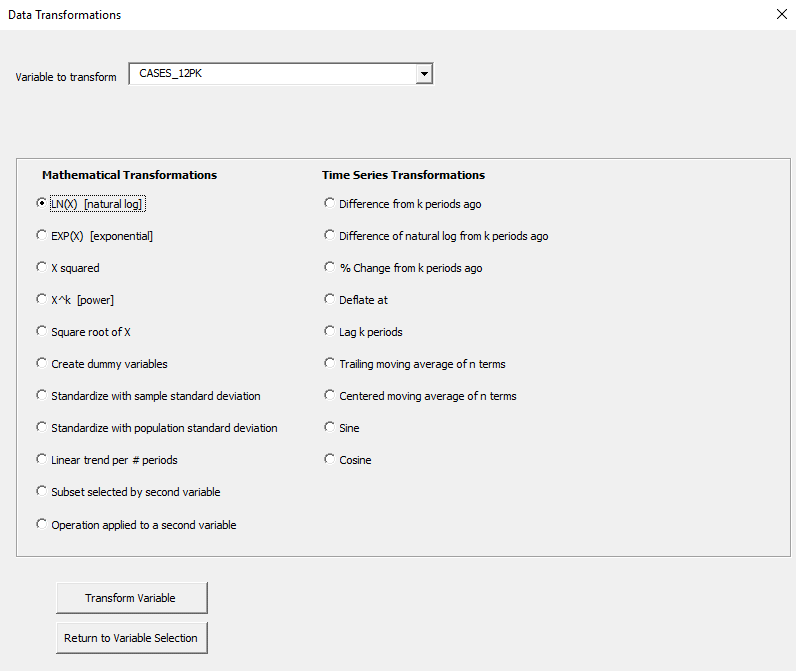 Data Transformations
Variable to transform CASES_12PK
Mathematical Transformations
LN(X) [natural log]
EXP(X) [exponential]
X squared
X^k [power]
Square root of X
Create dummy variables
Standardize with sample standard deviation
Standardize with population standard deviation
Linear trend per # periods
Subset selected by second variable
Operation applied to a second variable
Time Series Transformations
Difference from k periods ago
Difference of natural log from k periods ago
% Change from k periods ago
Deflate at
Lag k periods
Trailing moving average of n terms
Centered moving average of n terms
Sine
Cosine
Transform Variable
Return to Variable Selection